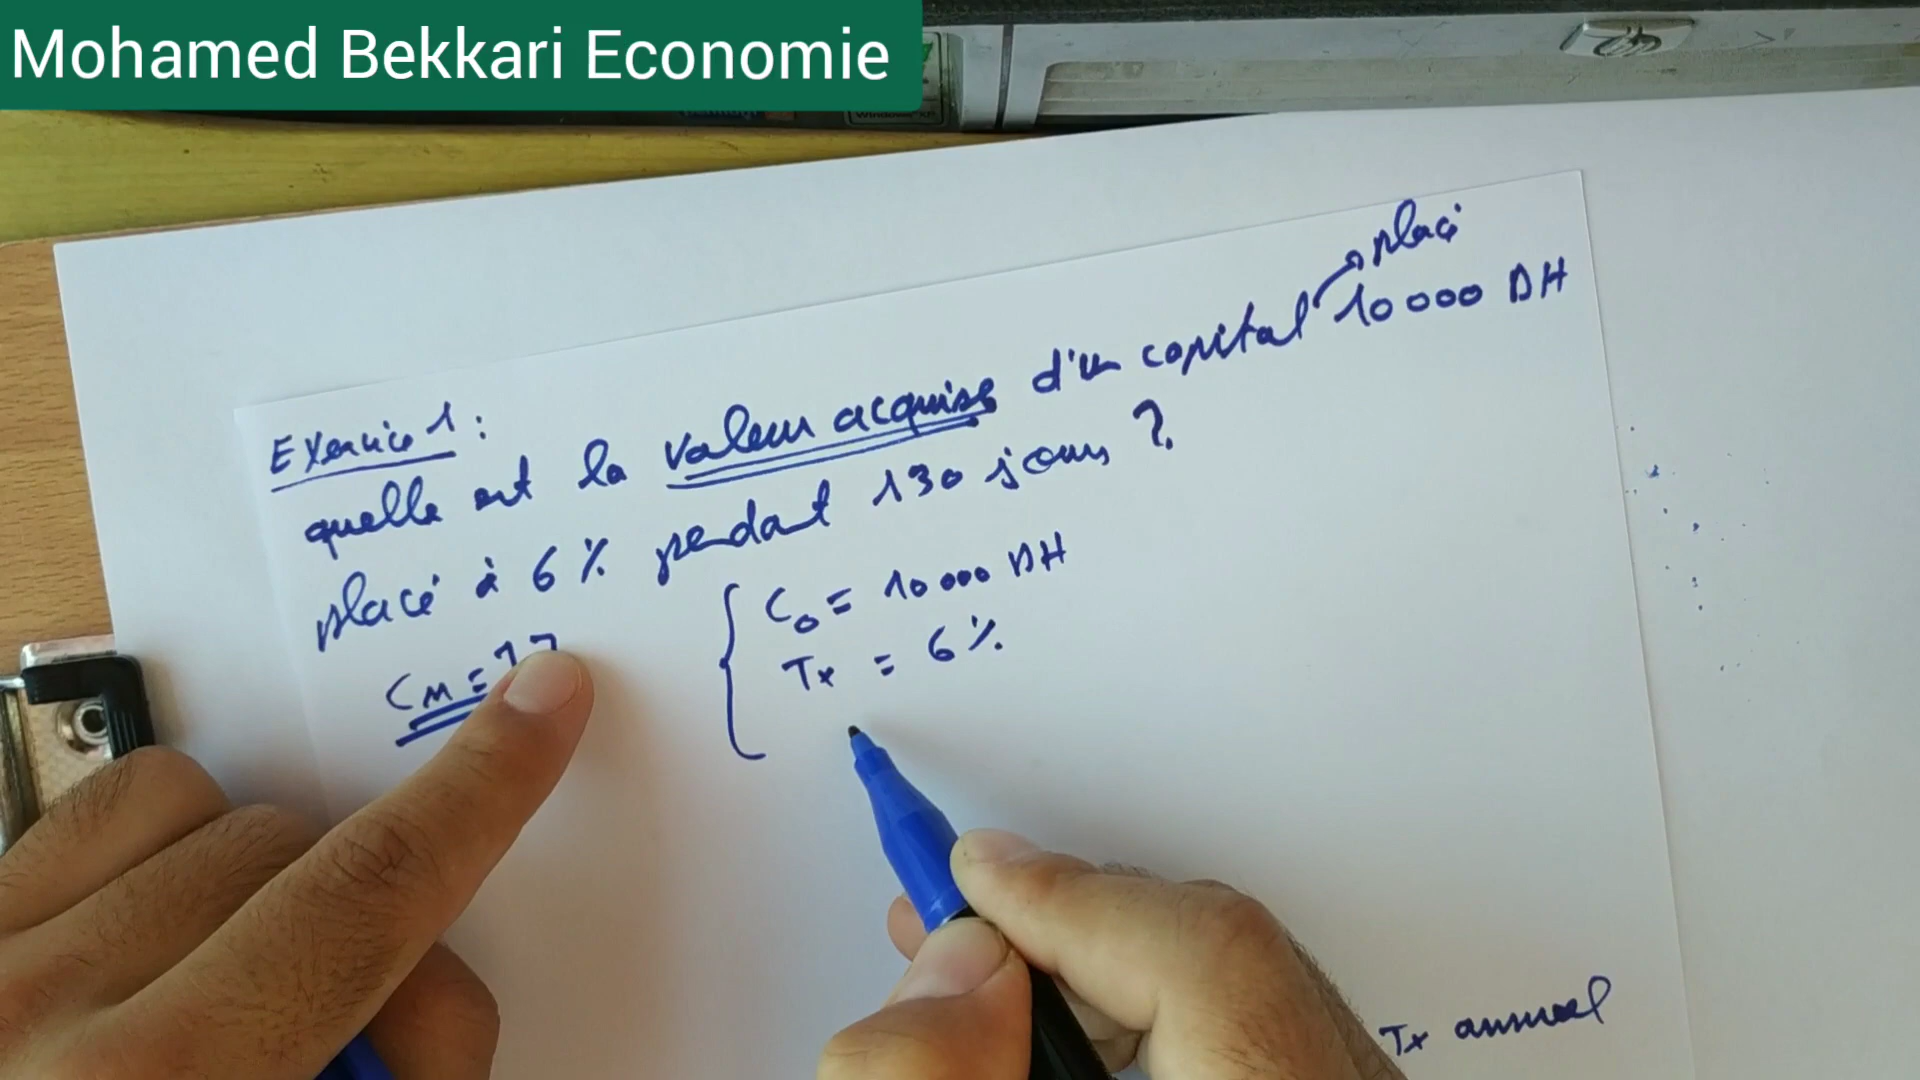 Mohamed Bekkari Economie
placé
Exercice 1 :
quelle est la valeur acquise d'un capital 10 000 DH
placé à 6 % pendant 130 jours ?
Cn = ??
C0 = 10 000 DH
Tx = 6 %
Tx annuel